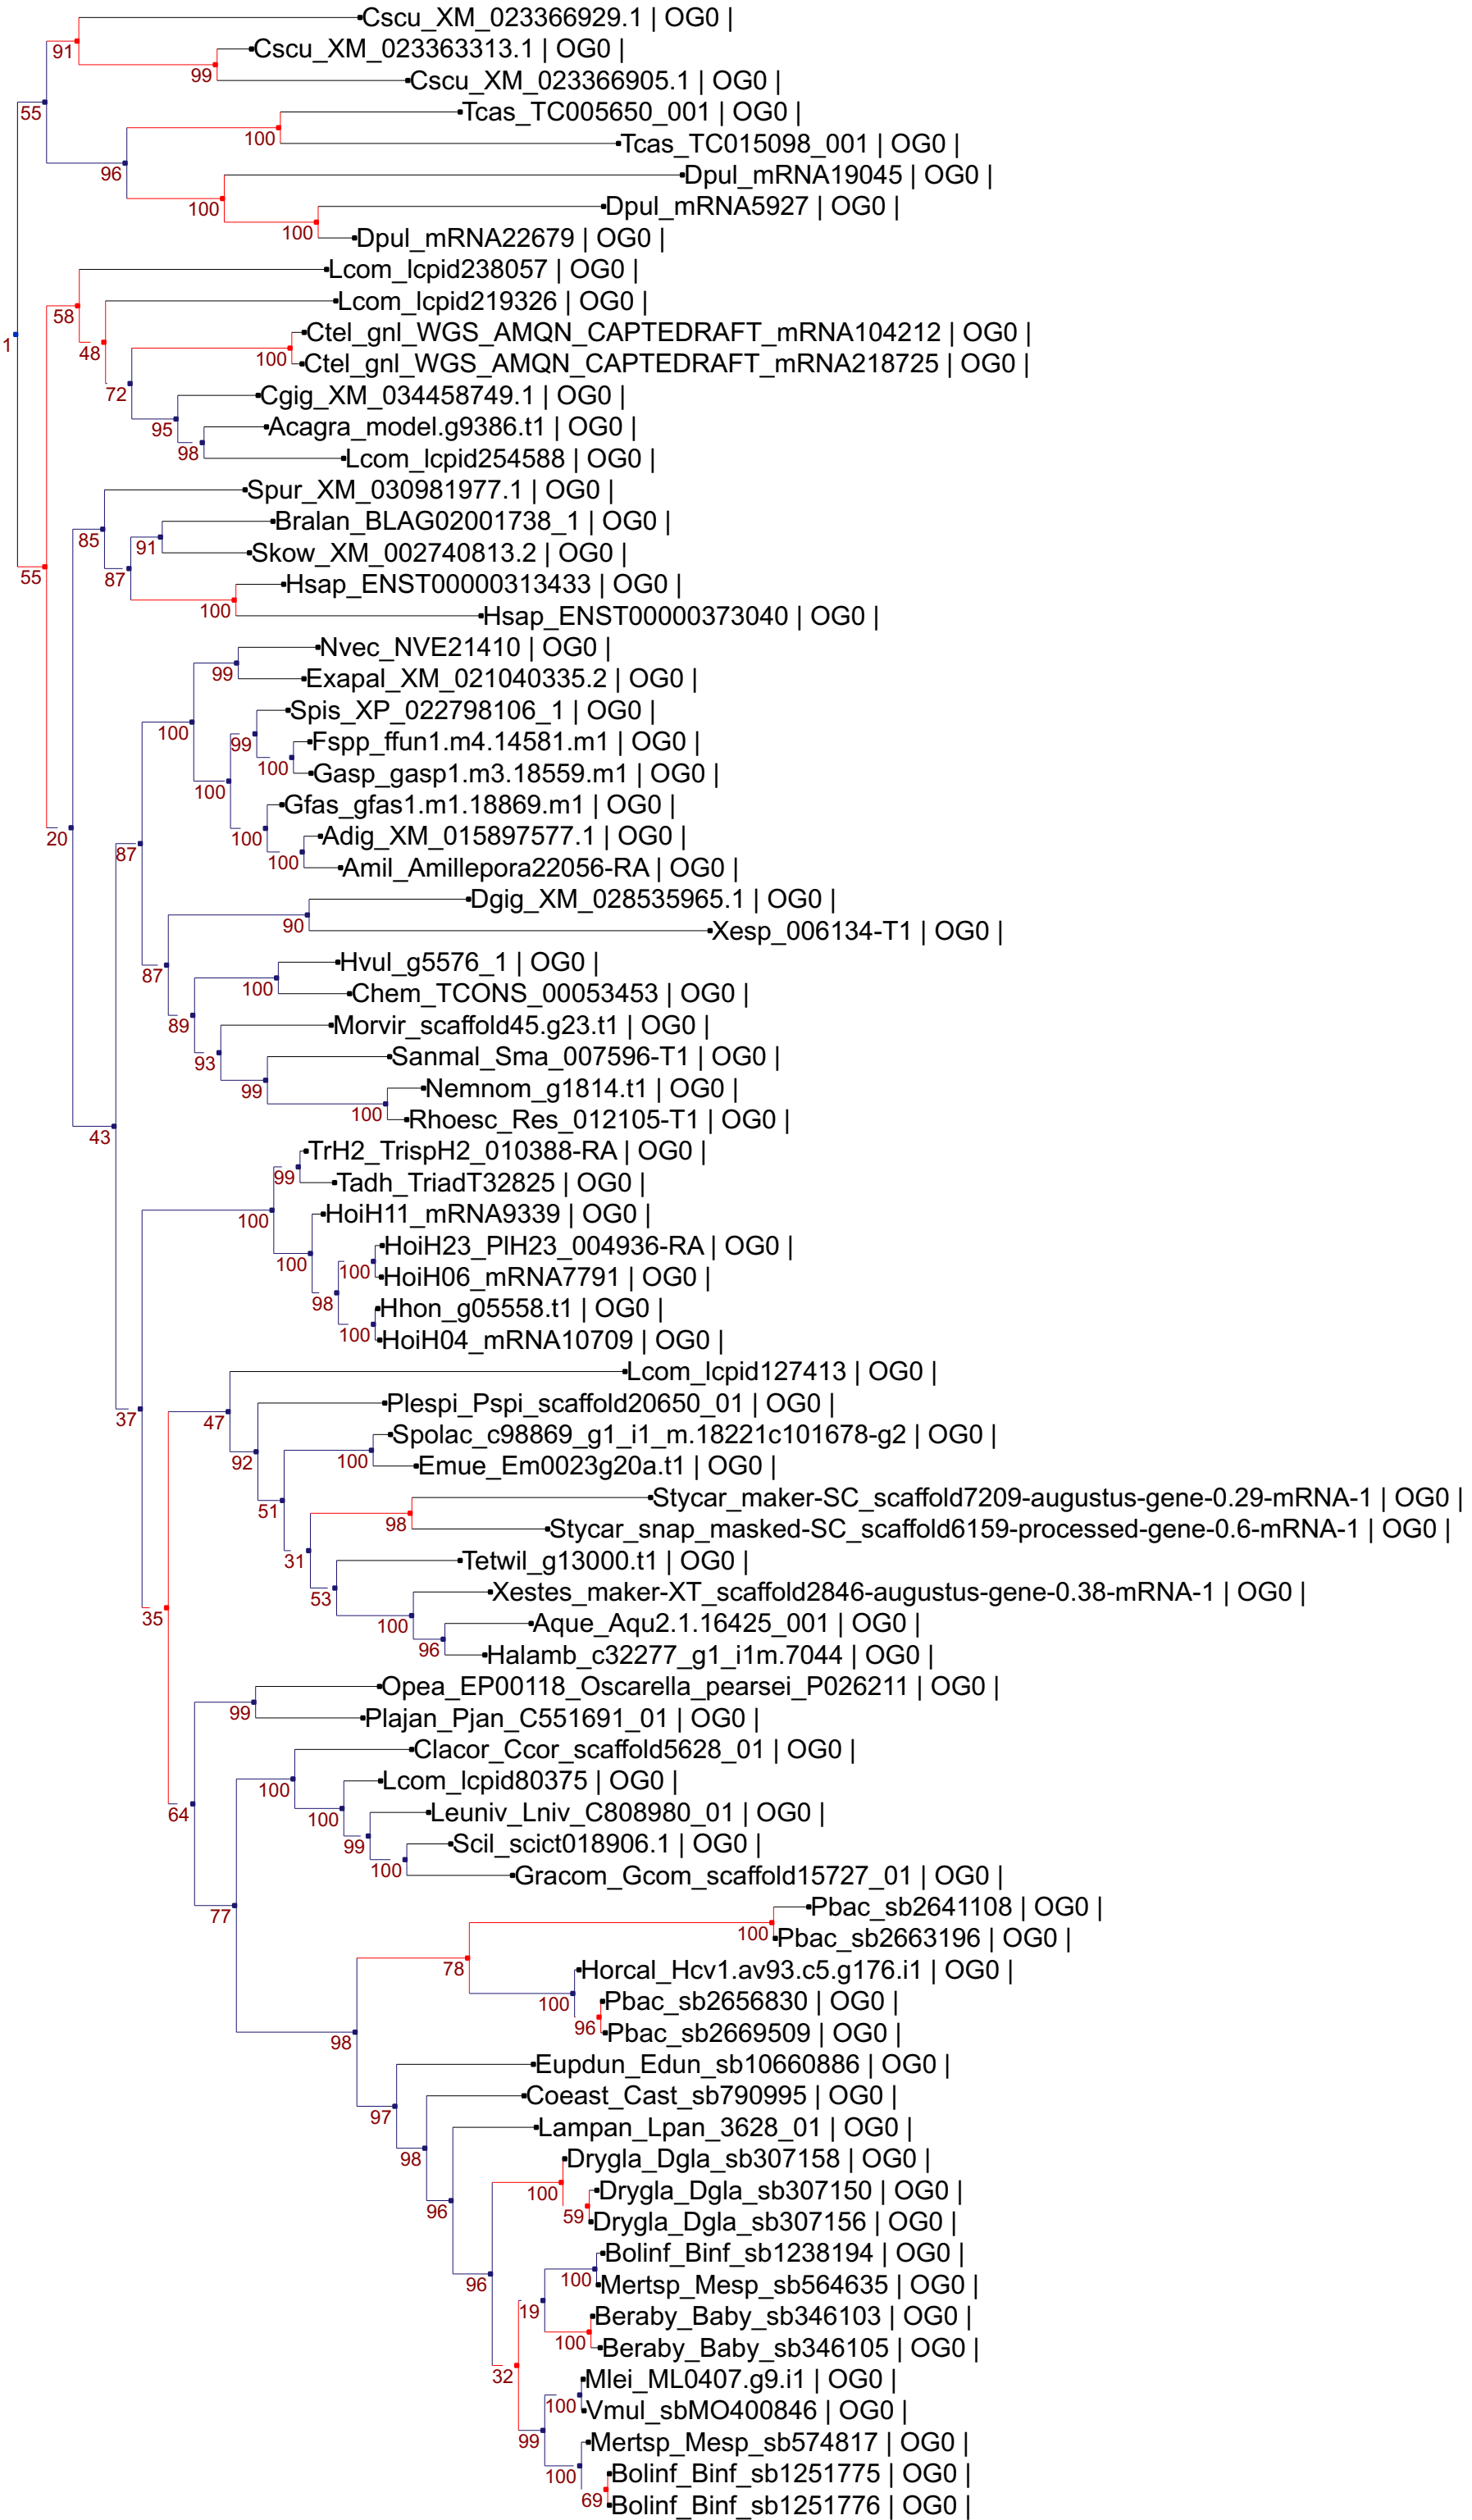 Cscu_XM_023366929.1 | OG0 |
91
Cscu_XM_023363313.1 | OG0 |
99
Cscu_XM_023366905.1 | OG0 |
55
Tcas_TC005650_001 | OG0 |
100
Tcas_TC015098_001 | OG0 |
96
Dpul_mRNA19045 | OG0 |
100
Dpul_mRNA5927 | OG0 |
100
Dpul_mRNA22679 | OG0 |
Lcom_lcpid238057 | OG0 |
58
Lcom_lcpid219326 | OG0 |
1
48
Ctel_gnl_WGS_AMQN_CAPTEDRAFT_mRNA104212 | OG0 |
100
Ctel_gnl_WGS_AMQN_CAPTEDRAFT_mRNA218725 | OG0 |
72
Cgig_XM_034458749.1 | OG0 |
95
Acagra_model.g9386.t1 | OG0 |
98
Lcom_lcpid254588 | OG0 |
Spur_XM_030981977.1 | OG0 |
85
Bralan_BLAG02001738_1 | OG0 |
91
Skow_XM_002740813.2 | OG0 |
55
87
Hsap_ENST00000313433 | OG0 |
100
Hsap_ENST00000373040 | OG0 |
Nvec_NVE21410 | OG0 |
99
Exapal_XM_021040335.2 | OG0 |
100
Spis_XP_022798106_1 | OG0 |
99
Fspp_ffun1.m4.14581.m1 | OG0 |
100
Gasp_gasp1.m3.18559.m1 | OG0 |
100
Gfas_gfas1.m1.18869.m1 | OG0 |
20
100
Adig_XM_015897577.1 | OG0 |
87
100
Amil_Amillepora22056-RA | OG0 |
Dgig_XM_028535965.1 | OG0 |
90
Xesp_006134-T1 | OG0 |
87
Hvul_g5576_1 | OG0 |
100
Chem_TCONS_00053453 | OG0 |
89
Morvir_scaffold45.g23.t1 | OG0 |
93
Sanmal_Sma_007596-T1 | OG0 |
99
Nemnom_g1814.t1 | OG0 |
100
Rhoesc_Res_012105-T1 | OG0 |
43
TrH2_TrispH2_010388-RA | OG0 |
99
Tadh_TriadT32825 | OG0 |
100
HoiH11_mRNA9339 | OG0 |
100
HoiH23_PlH23_004936-RA | OG0 |
100
HoiH06_mRNA7791 | OG0 |
98
Hhon_g05558.t1 | OG0 |
100
HoiH04_mRNA10709 | OG0 |
Lcom_lcpid127413 | OG0 |
37
47
Plespi_Pspi_scaffold20650_01 | OG0 |
Spolac_c98869_g1_i1_m.18221c101678-g2 | OG0 |
92
100
Emue_Em0023g20a.t1 | OG0 |
51
Stycar_maker-SC_scaffold7209-augustus-gene-0.29-mRNA-1 | OG0 |
98
Stycar_snap_masked-SC_scaffold6159-processed-gene-0.6-mRNA-1 | OG0 |
31
Tetwil_g13000.t1 | OG0 |
53
Xestes_maker-XT_scaffold2846-augustus-gene-0.38-mRNA-1 | OG0 |
35
100
Aque_Aqu2.1.16425_001 | OG0 |
96
Halamb_c32277_g1_i1m.7044 | OG0 |
Opea_EP00118_Oscarella_pearsei_P026211 | OG0 |
99
Plajan_Pjan_C551691_01 | OG0 |
Clacor_Ccor_scaffold5628_01 | OG0 |
100
Lcom_lcpid80375 | OG0 |
64
100
Leuniv_Lniv_C808980_01 | OG0 |
99
Scil_scict018906.1 | OG0 |
100
Gracom_Gcom_scaffold15727_01 | OG0 |
77
Pbac_sb2641108 | OG0 |
100
Pbac_sb2663196 | OG0 |
78
Horcal_Hcv1.av93.c5.g176.i1 | OG0 |
100
Pbac_sb2656830 | OG0 |
96
Pbac_sb2669509 | OG0 |
98
Eupdun_Edun_sb10660886 | OG0 |
Coeast_Cast_sb790995 | OG0 |
97
Lampan_Lpan_3628_01 | OG0 |
98
Drygla_Dgla_sb307158 | OG0 |
100
Drygla_Dgla_sb307150 | OG0 |
96
59
Drygla_Dgla_sb307156 | OG0 |
Bolinf_Binf_sb1238194 | OG0 |
96
100
Mertsp_Mesp_sb564635 | OG0 |
19
Beraby_Baby_sb346103 | OG0 |
100
Beraby_Baby_sb346105 | OG0 |
32
Mlei_ML0407.g9.i1 | OG0 |
100
Vmul_sbMO400846 | OG0 |
99
Mertsp_Mesp_sb574817 | OG0 |
100
Bolinf_Binf_sb1251775 | OG0 |
69
Bolinf_Binf_sb1251776 | OG0 |